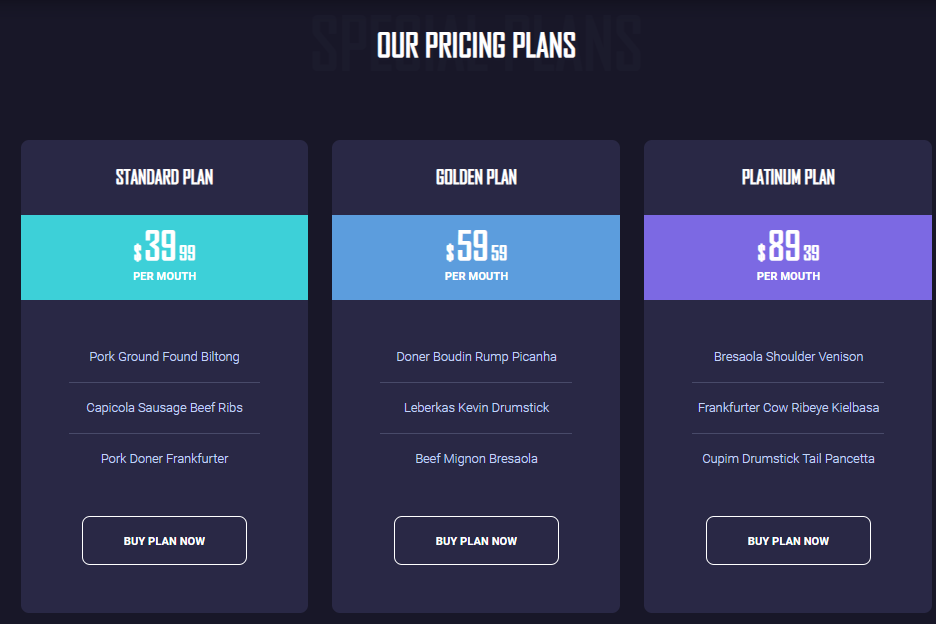 SPECIAL PLANS
OUR PRICING PLANS
STANDARD PLAN
$ 39 99
PER MOUTH
Pork Ground Found Biltong
Capicola Sausage Beef Ribs
Pork Doner Frankfurter
BUY PLAN NOW
GOLDEN PLAN
$ 59 59
PER MOUTH
Doner Boudin Rump Picanha
Leberkas Kevin Drumstick
Beef Mignon Bresaola
BUY PLAN NOW
PLATINUM PLAN
$ 89 39
PER MOUTH
Bresaola Shoulder Venison
Frankfurter Cow Ribeye Kielbasa
Cupim Drumstick Tail Pancetta
BUY PLAN NOW